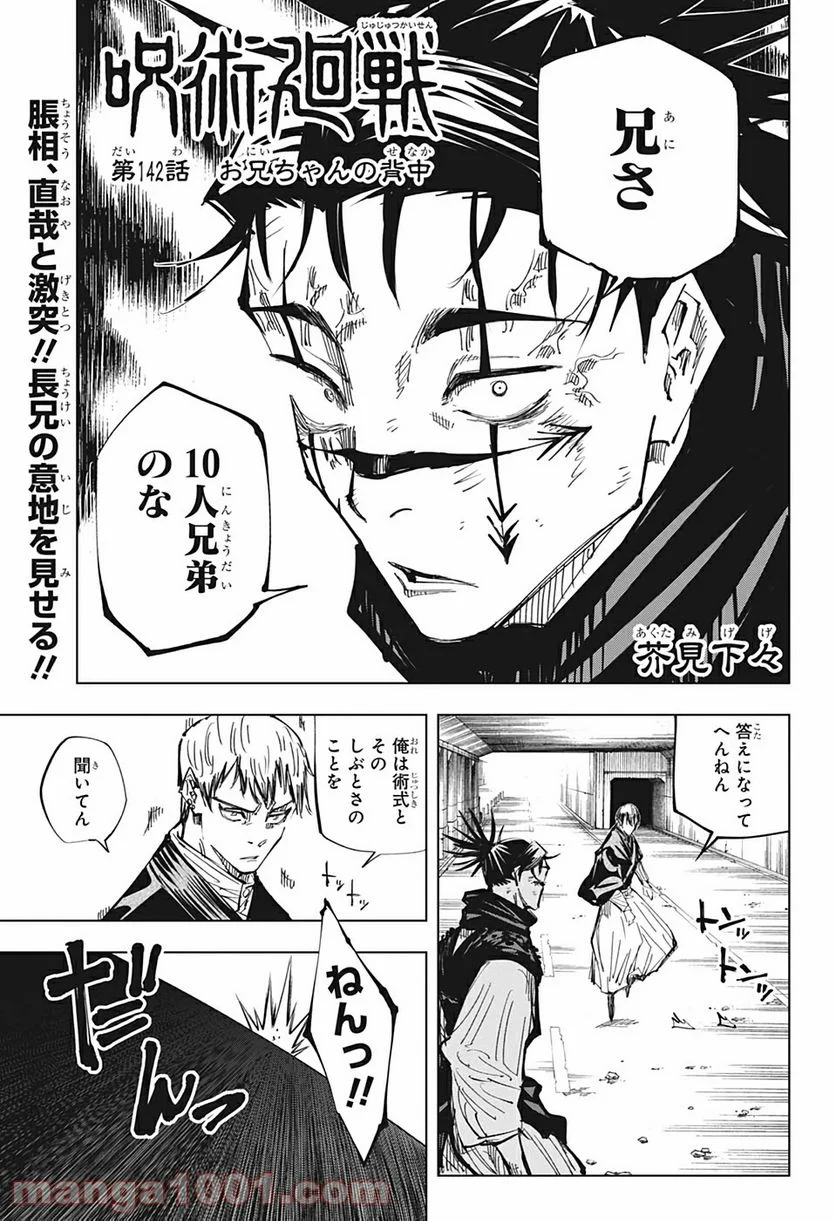 呪術廻戦
じゅじゅつかいせん
第142話 お兄ちゃんの背中
だい わ にい せなか
兄さ
あに
10人兄弟
にんきょうだい
のな
脹相、直哉と激突!!長兄の意地を見せる!!
ちょうそう なおや げきとつ ちょうけい いじ み
芥見下々
あくたみげげ
答えになって
こた
へんねん
トンッ
トンッ
俺は術式と
おれ じゅつしき
その
しぶとさの
ことを
聞いてん
き
トッ
トッ
ねんっ!!
だんっ
manga1001.com